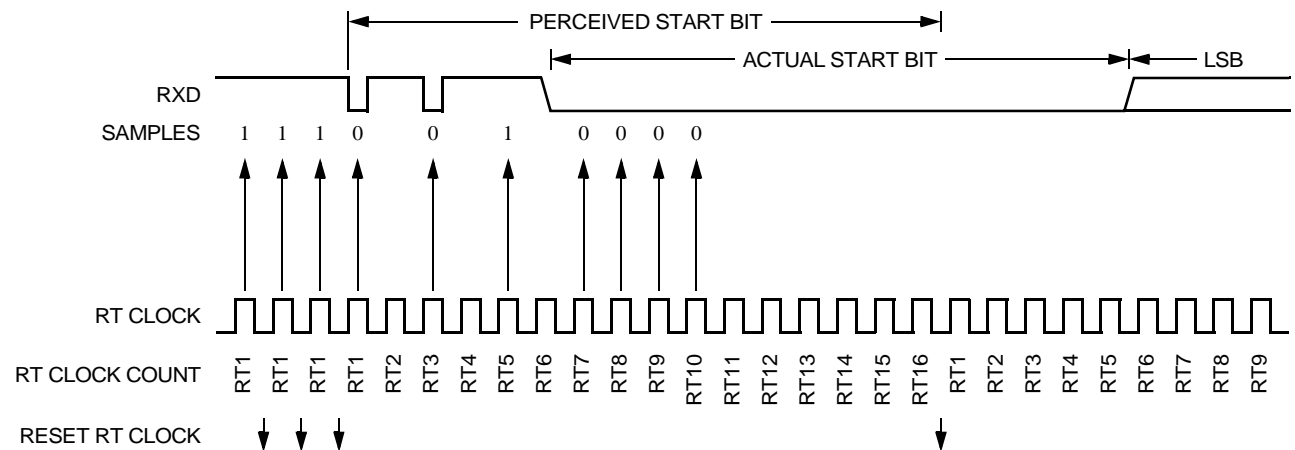 PERCEIVED START BIT
ACTUAL START BIT LSB
RXD
SAMPLES 1 1 1 0 0 1 0 0 0 0
RT CLOCK
RT CLOCK COUNT RT1 RT1 RT1 RT1 RT2 RT3 RT4 RT5 RT6 RT7 RT8 RT9 RT10 RT11 RT12 RT13 RT14 RT15 RT16 RT1 RT2 RT3 RT4 RT5 RT6 RT7 RT8 RT9
RESET RT CLOCK